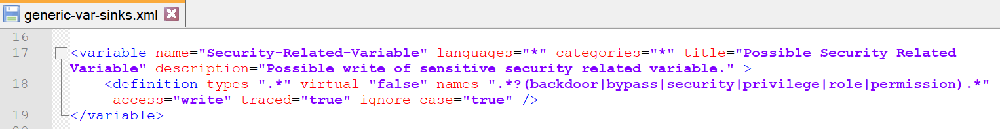 generic-var-sinks.xml
16
17 <variable name="Security-Related-Variable" languages="*" categories="*" title="Possible Security Related
Variable" description="Possible write of sensitive security related variable." >
18 <definition types=".*" virtual="false" names=".*?(backdoor|bypass|security|privilege|role|permission).*"
access="write" traced="true" ignore-case="true" />
19 </variable>